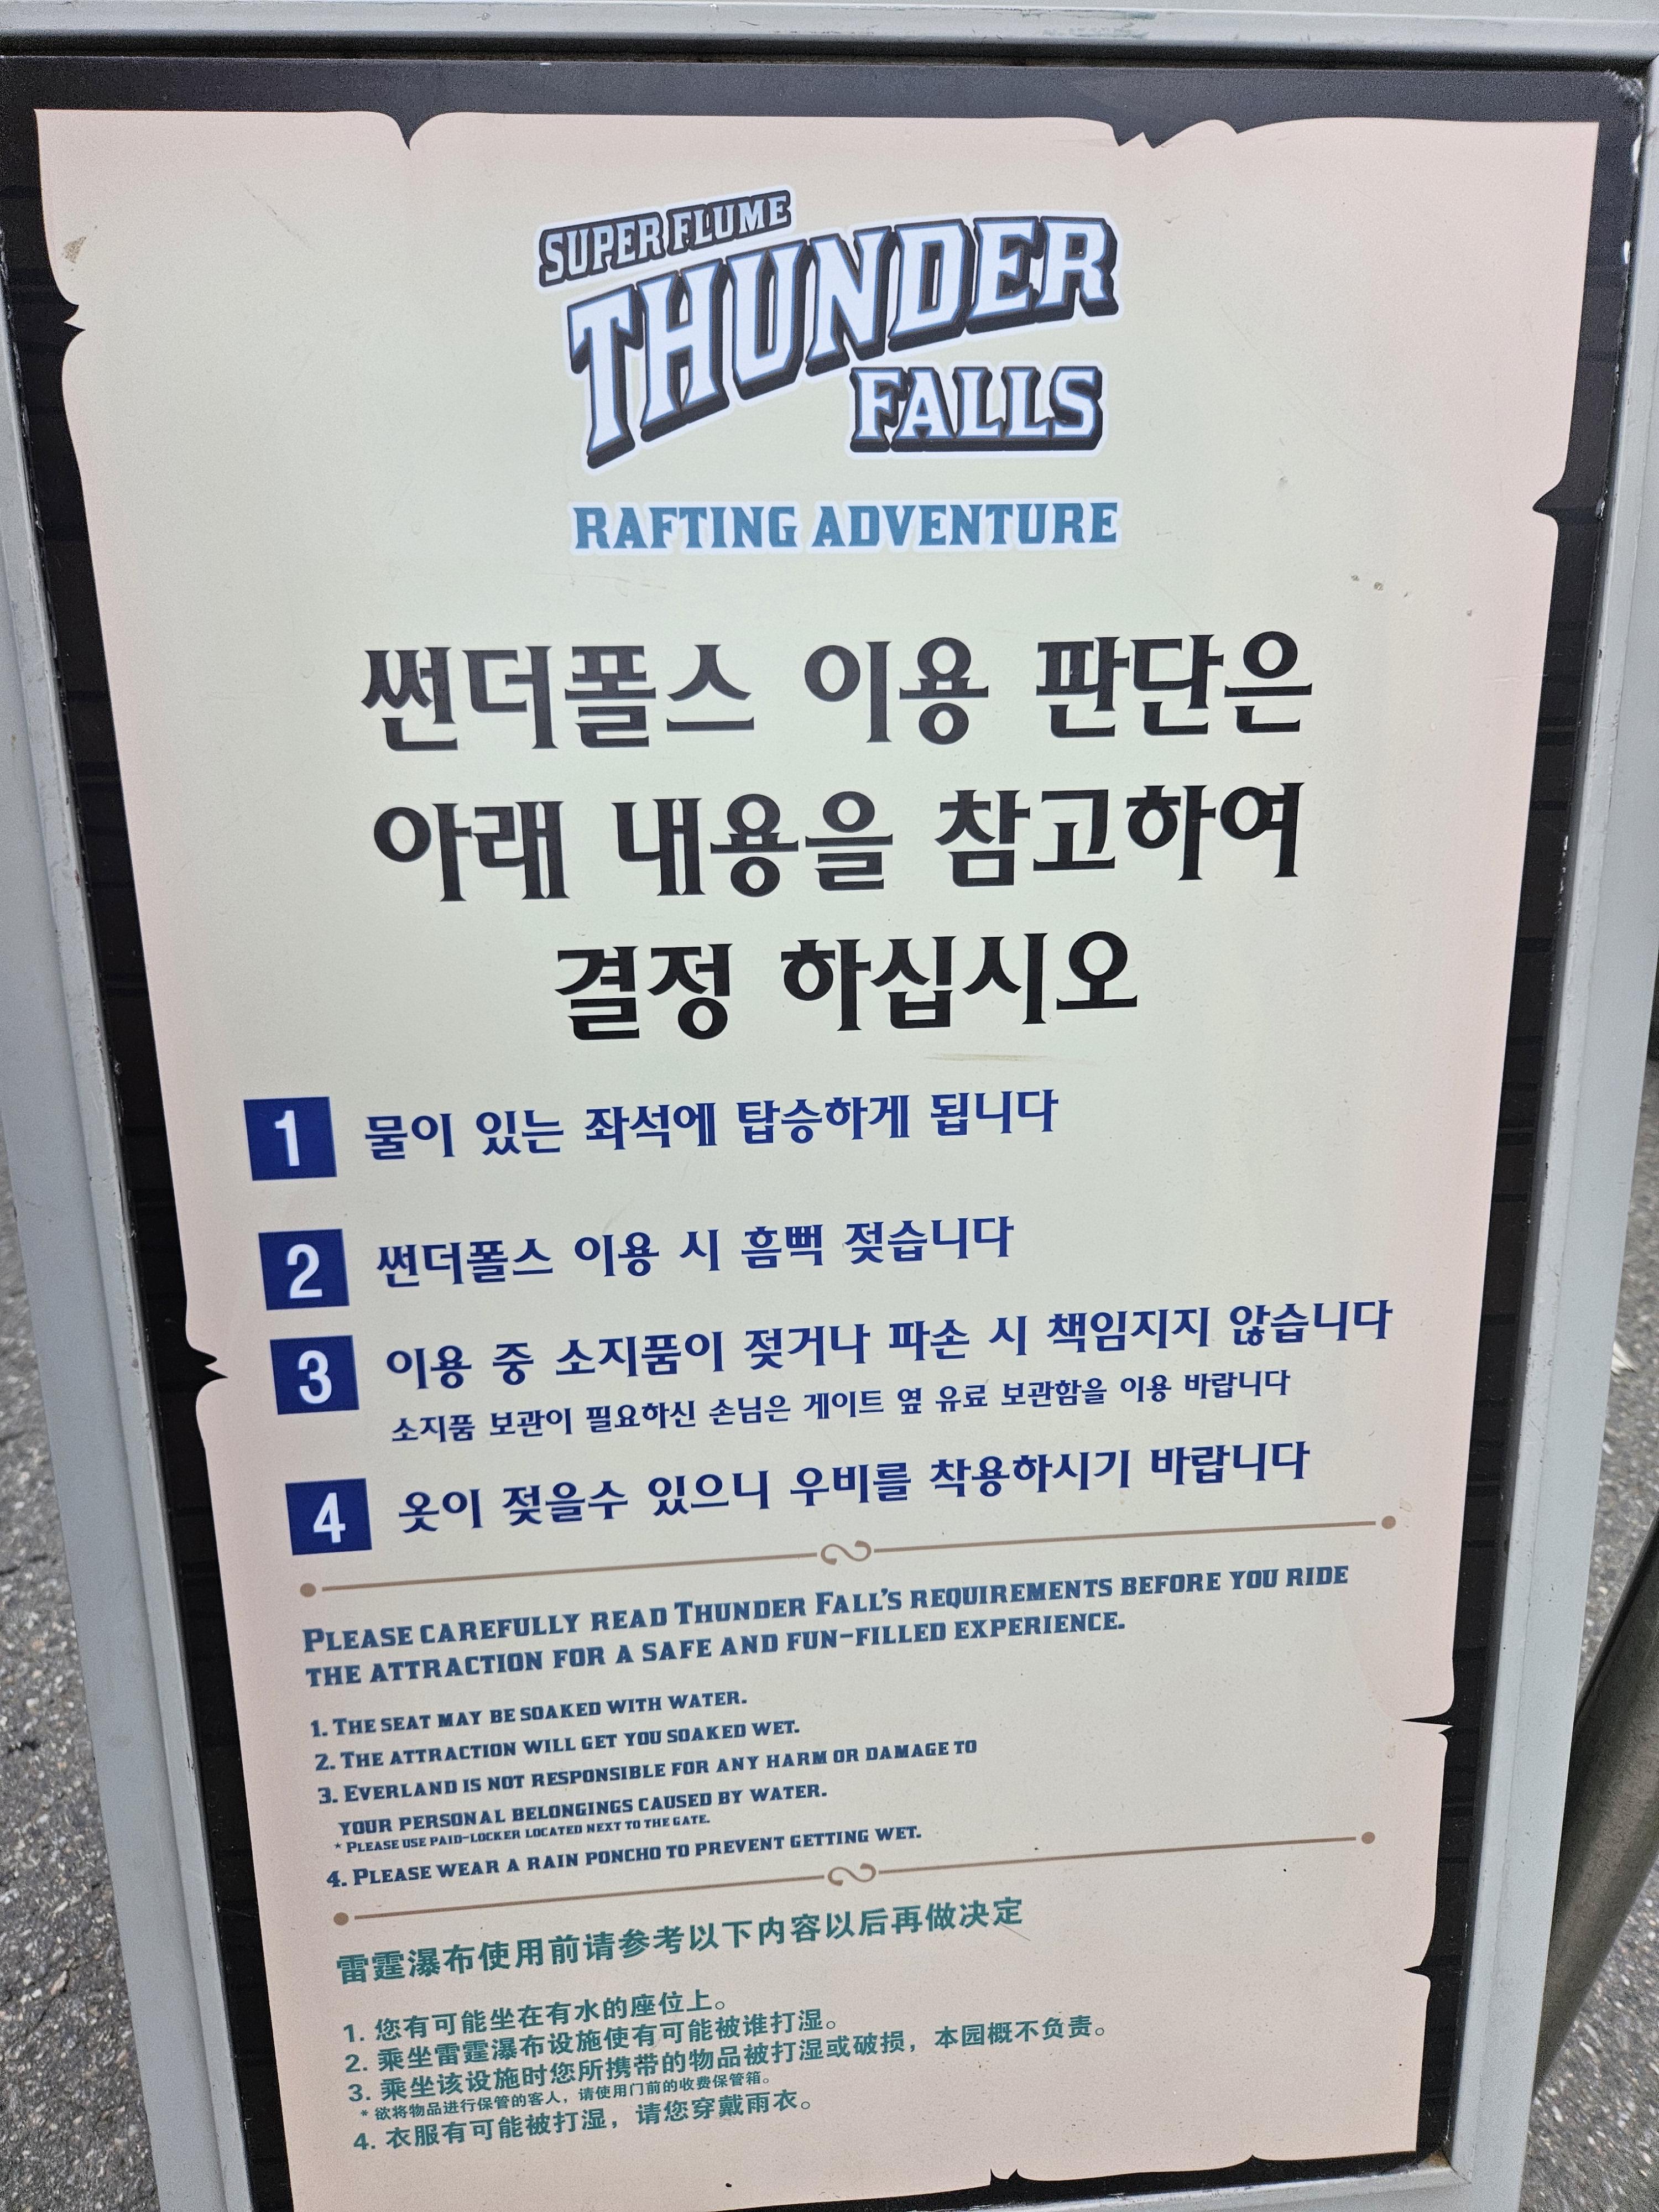 SUPER FLUME
THUNDER
FALLS
RAFTING ADVENTURE
썬더폴스 이용 판단은
아래 내용을 참고하여
결정 하십시오
1 물이 있는 좌석에 탑승하게 됩니다
2 썬더폴스 이용 시 흠뻑 젖습니다
3 이용 중 소지품이 젖거나 파손 시 책임지지 않습니다
소지품 보관이 필요하신 손님은 게이트 옆 유료 보관함을 이용 바랍니다
4 옷이 젖을수 있으니 우비를 착용하시기 바랍니다
PLEASE CAREFULLY READ THUNDER FALL'S REQUIREMENTS BEFORE YOU RIDE
THE ATTRACTION FOR A SAFE AND FUN-FILLED EXPERIENCE.
1. THE SEAT MAY BE SOAKED WITH WATER.
2. THE ATTRACTION WILL GET YOU SOAKED WET.
3. EVERLAND IS NOT RESPONSIBLE FOR ANY HARM OR DAMAGE TO
YOUR PERSONAL BELONGINGS CAUSED BY WATER.
* PLEASE USE PAID-LOCKER LOCATED NEXT TO THE GATE.
4. PLEASE WEAR A RAIN PONCHO TO PREVENT GETTING WET.
雷霆瀑布使用前请参考以下内容以后再做决定
1. 您有可能坐在有水的座位上。
2. 乘坐雷霆瀑布设施使有可能被谁打湿。
3. 乘坐该设施时您所携带的物品被打湿或破损，本园概不负责。
* 欲将物品进行保管的客人，请使用门前的收费保管箱。
4. 衣服有可能被打湿，请您穿戴雨衣。